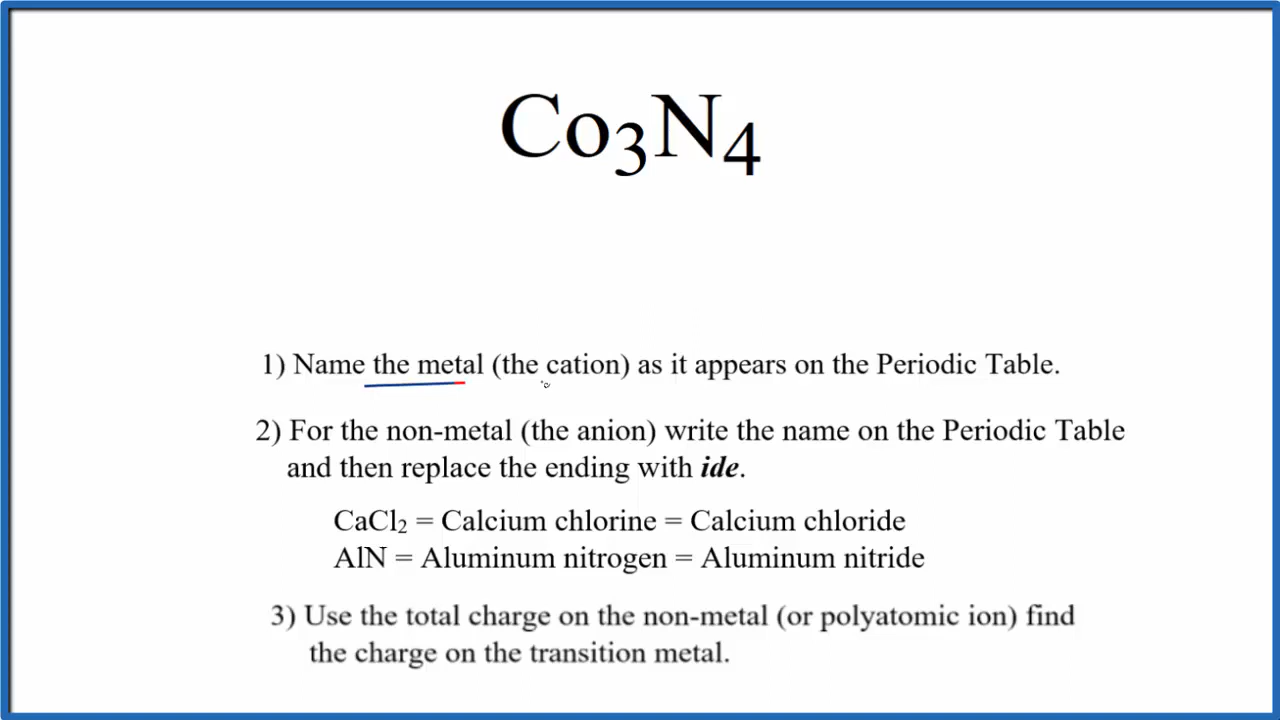 Co₃N₄
1) Name the metal (the cation) as it appears on the Periodic Table.
2) For the non-metal (the anion) write the name on the Periodic Table
and then replace the ending with ide.
CaCl₂ = Calcium chlorine = Calcium chloride
AlN = Aluminum nitrogen = Aluminum nitride
3) Use the total charge on the non-metal (or polyatomic ion) find
the charge on the transition metal.